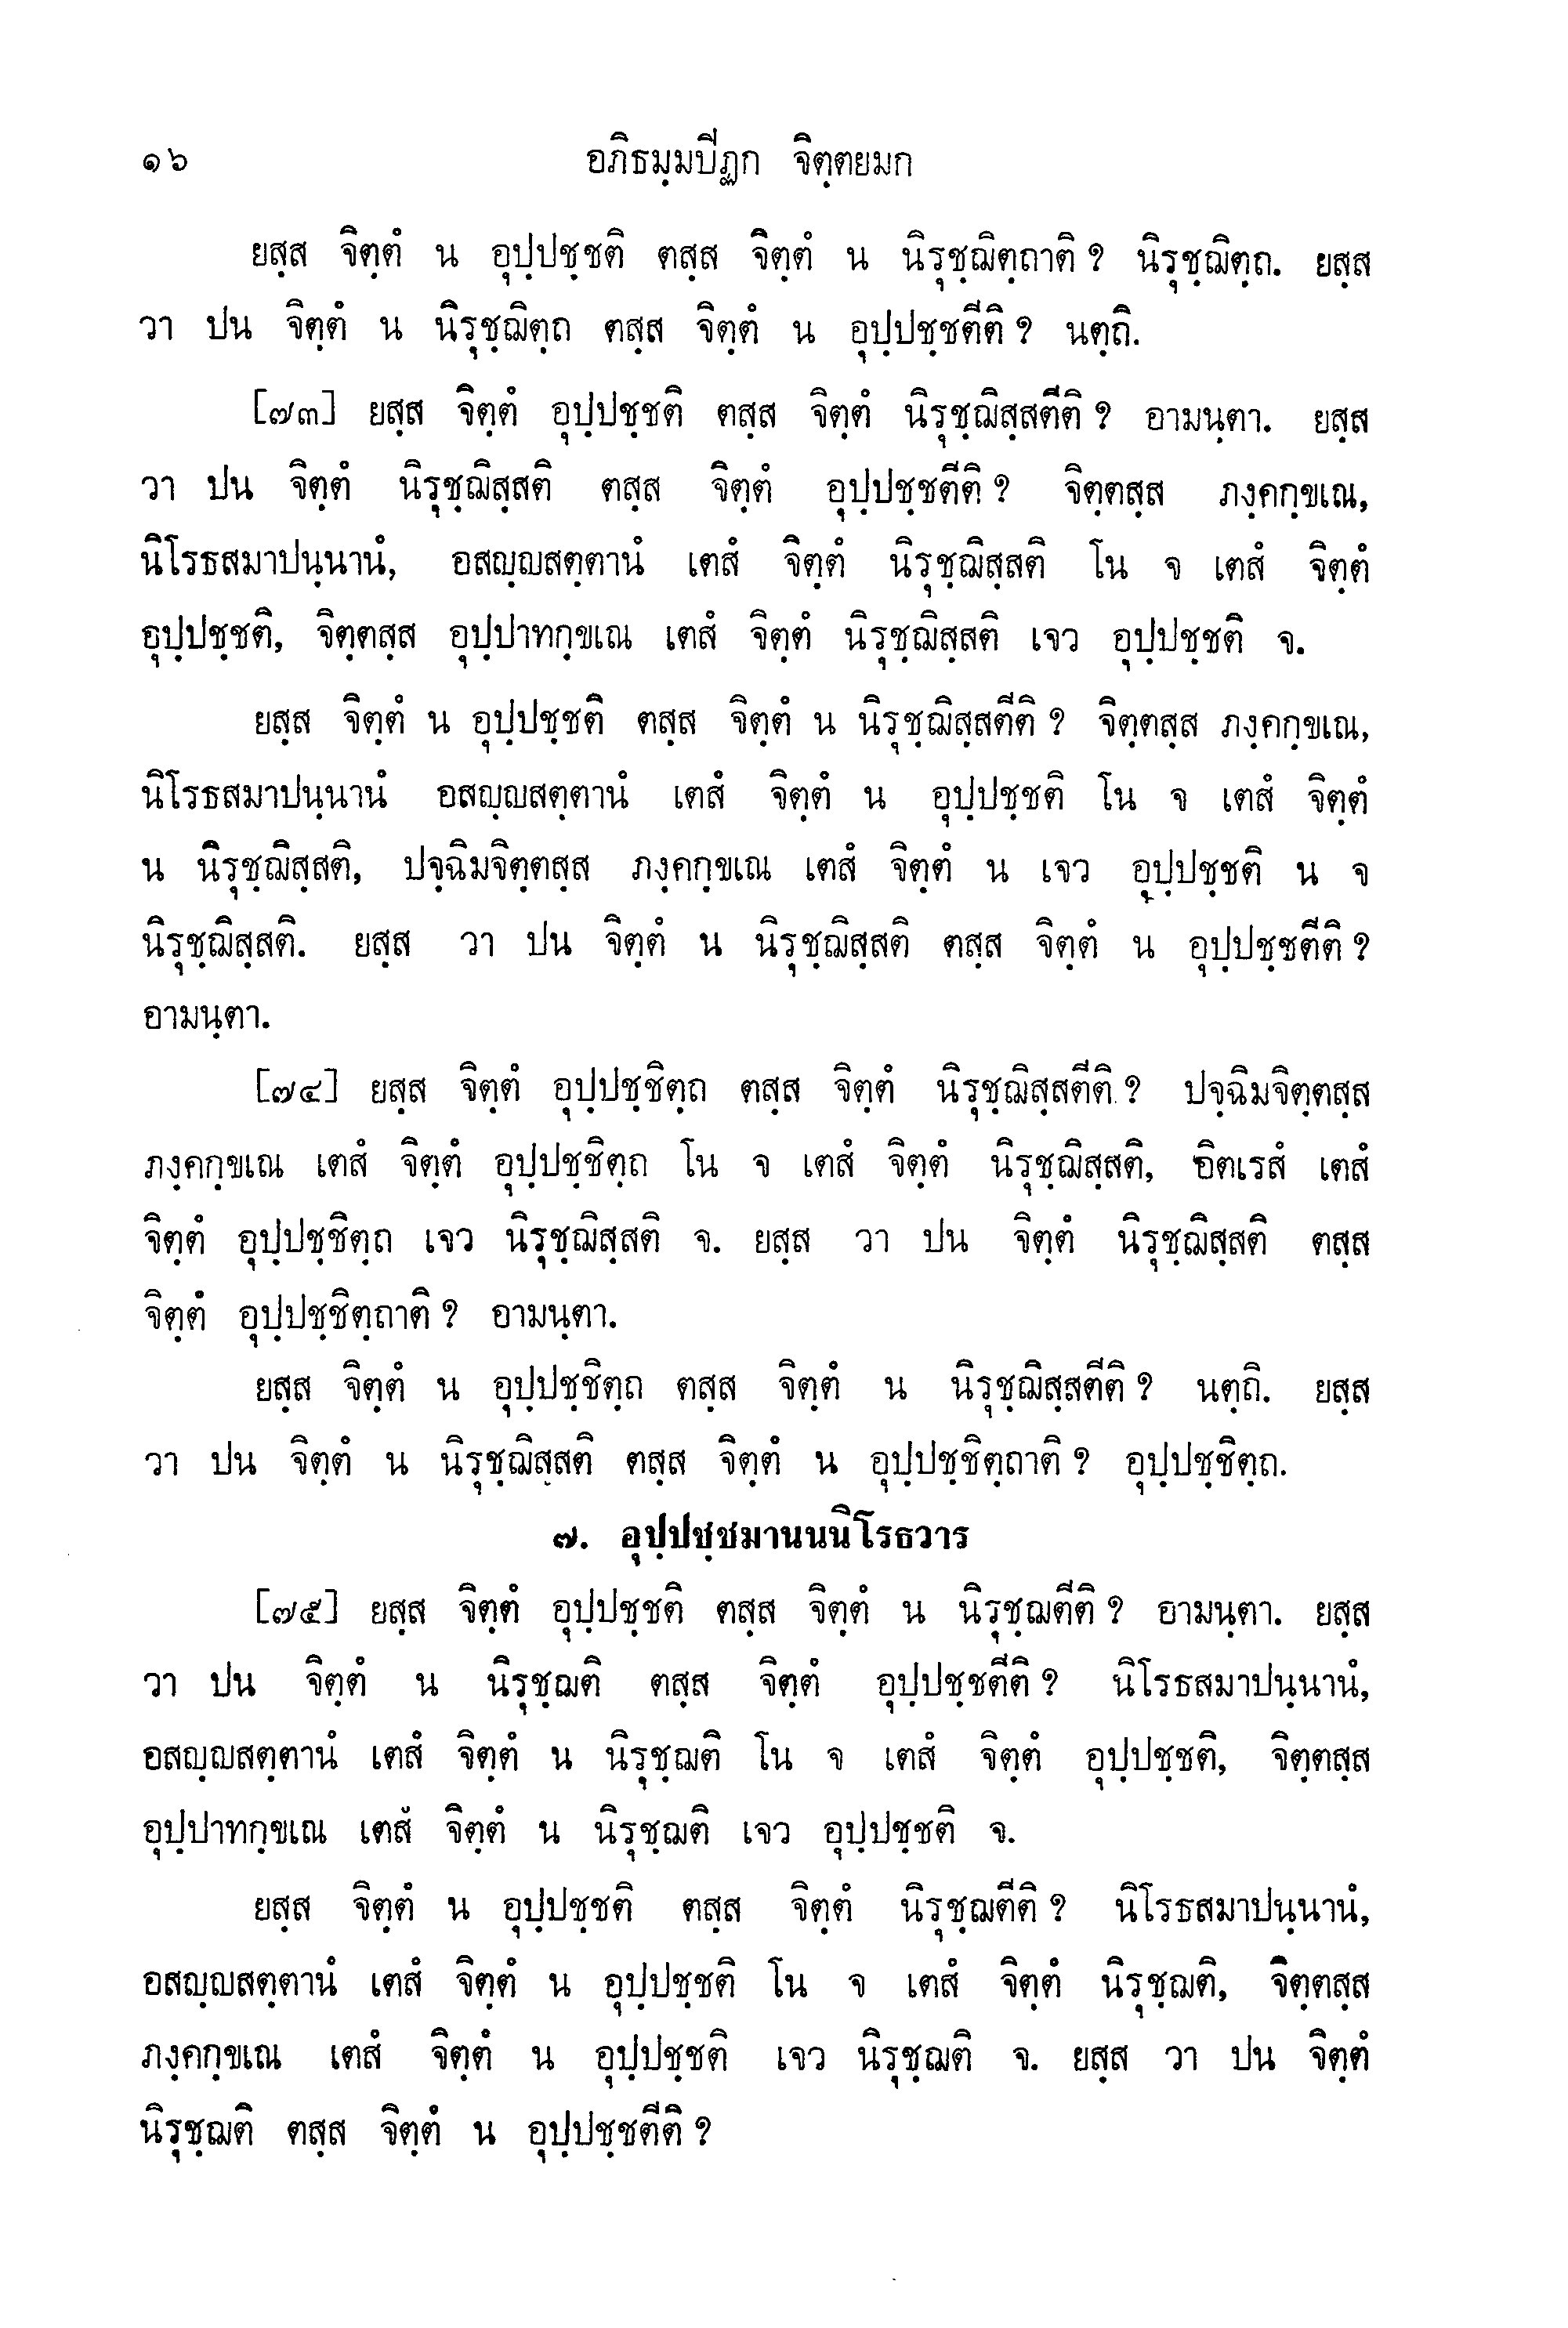 ๑๖ อภิธมฺมปีฏก จิตฺตยมก
ยสฺส จิตฺตํ น อุปฺปชฺชติ ตสฺส จิตฺตํ น นิรุชฺฌิตฺถาติ ? นิรุชฺฌิตฺถ. ยสฺส
วา ปน จิตฺตํ น นิรุชฺฌิตฺถ ตสฺส จิตฺตํ น อุปฺปชฺชตีติ ? นตฺถิ.
[๗๓] ยสฺส จิตฺตํ อุปฺปชฺชติ ตสฺส จิตฺตํ นิรุชฺฌิสฺสตีติ ? อามนฺตา. ยสฺส
วา ปน จิตฺตํ นิรุชฺฌิสฺสติ ตสฺส จิตฺตํ อุปฺปชฺชตีติ ? จิตฺตสฺส ภงฺคกฺขเณ,
นิโรธสมาปนฺนานํ, อสญฺญสตฺตานํ เตสํ จิตฺตํ นิรุชฺฌิสฺสติ โน จ เตสํ จิตฺตํ
อุปฺปชฺชติ, จิตฺตสฺส อุปฺปาทกฺขเณ เตสํ จิตฺตํ นิรุชฺฌิสฺสติ เจว อุปฺปชฺชติ จ.
ยสฺส จิตฺตํ น อุปฺปชฺชติ ตสฺส จิตฺตํ น นิรุชฺฌิสฺสตีติ ? จิตฺตสฺส ภงฺคกฺขเณ,
นิโรธสมาปนฺนานํ อสญฺญสตฺตานํ เตสํ จิตฺตํ น อุปฺปชฺชติ โน จ เตสํ จิตฺตํ
น นิรุชฺฌิสฺสติ, ปจฺฉิมจิตฺตสฺส ภงฺคกฺขเณ เตสํ จิตฺตํ น เจว อุปฺปชฺชติ น จ
นิรุชฺฌิสฺสติ. ยสฺส วา ปน จิตฺตํ น นิรุชฺฌิสฺสติ ตสฺส จิตฺตํ น อุปฺปชฺชตีติ ?
อามนฺตา.
[๗๔] ยสฺส จิตฺตํ อุปฺปชฺชิตฺถ ตสฺส จิตฺตํ นิรุชฺฌิสฺสตีติ ? ปจฺฉิมจิตฺตสฺส
ภงฺคกฺขเณ เตสํ จิตฺตํ อุปฺปชฺชิตฺถ โน จ เตสํ จิตฺตํ นิรุชฺฌิสฺสติ, อิตเรสํ เตสํ
จิตฺตํ อุปฺปชฺชิตฺถ เจว นิรุชฺฌิสฺสติ จ. ยสฺส วา ปน จิตฺตํ นิรุชฺฌิสฺสติ ตสฺส
จิตฺตํ อุปฺปชฺชิตฺถาติ ? อามนฺตา.
ยสฺส จิตฺตํ น อุปฺปชฺชิตฺถ ตสฺส จิตฺตํ น นิรุชฺฌิสฺสตีติ ? นตฺถิ. ยสฺส
วา ปน จิตฺตํ น นิรุชฺฌิสฺสติ ตสฺส จิตฺตํ น อุปฺปชฺชิตฺถาติ ? อุปฺปชฺชิตฺถ.
๗. อุปฺปชฺชมานนนิโรธวาร
[๗๕] ยสฺส จิตฺตํ อุปฺปชฺชติ ตสฺส จิตฺตํ น นิรุชฺฌตีติ ? อามนฺตา. ยสฺส
วา ปน จิตฺตํ น นิรุชฺฌติ ตสฺส จิตฺตํ อุปฺปชฺชตีติ ? นิโรธสมาปนฺนานํ,
อสญฺญสตฺตานํ เตสํ จิตฺตํ น นิรุชฺฌติ โน จ เตสํ จิตฺตํ อุปฺปชฺชติ, จิตฺตสฺส
อุปฺปาทกฺขเณ เตสํ จิตฺตํ น นิรุชฺฌติ เจว อุปฺปชฺชติ จ.
ยสฺส จิตฺตํ น อุปฺปชฺชติ ตสฺส จิตฺตํ นิรุชฺฌตีติ ? นิโรธสมาปนฺนานํ,
อสญฺญสตฺตานํ เตสํ จิตฺตํ น อุปฺปชฺชติ โน จ เตสํ จิตฺตํ นิรุชฺฌติ, จิตฺตสฺส
ภงฺคกฺขเณ เตสํ จิตฺตํ น อุปฺปชฺชติ เจว นิรุชฺฌติ จ. ยสฺส วา ปน จิตฺตํ
นิรุชฺฌติ ตสฺส จิตฺตํ น อุปฺปชฺชตีติ ?